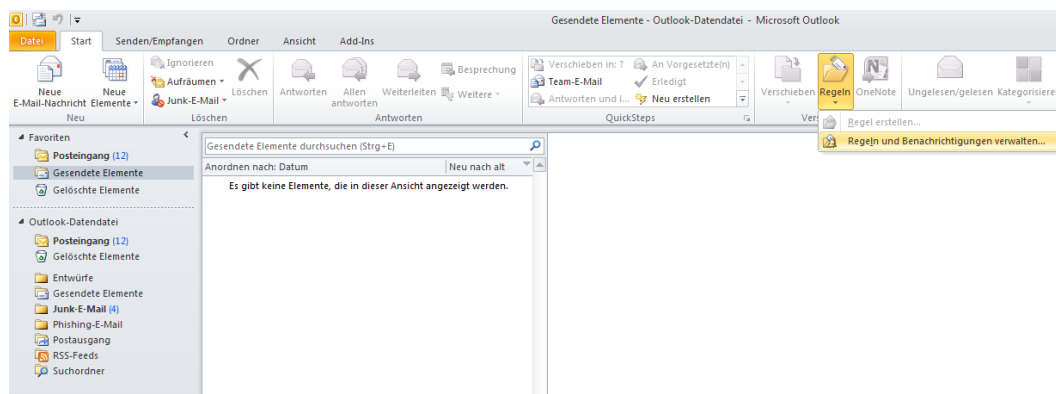 Gesendete Elemente - Outlook-Datendatei - Microsoft Outlook
Datei Start Senden/Empfangen Ordner Ansicht Add-Ins
Neue E-Mail-Nachricht
Neue Elemente
Neu
Ignorieren
Aufräumen
Junk-E-Mail
Löschen
Löschen
Antworten
Allen antworten
Weiterleiten
Besprechung
Weitere
Antworten
Verschieben in: ?
Team-E-Mail
Antworten und l...
An Vorgesetzte(n)
Erledigt
Neu erstellen
QuickSteps
Verschieben
Regeln
OneNote
Ungelesen/gelesen
Regel erstellen...
Regeln und Benachrichtigungen verwalten...
Favoriten
Posteingang (12)
Gesendete Elemente
Gelöschte Elemente
Outlook-Datendatei
Posteingang (12)
Gelöschte Elemente
Entwürfe
Gesendete Elemente
Junk-E-Mail (4)
Phishing-E-Mail
Postausgang
RSS-Feeds
Suchordner
Gesendete Elemente durchsuchen (Strg+E)
Anordnen nach: Datum Neu nach alt
Es gibt keine Elemente, die in dieser Ansicht angezeigt werden.